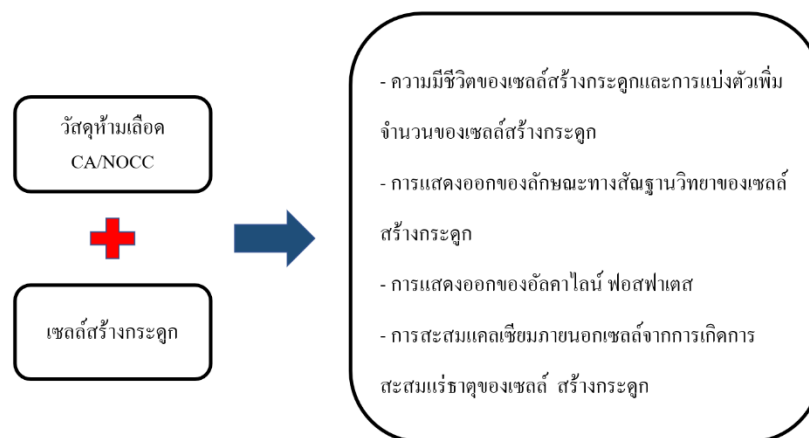 วัสดุห้ามเลือด
CA/NOCC
เซลล์สร้างกระดูก
- ความมีชีวิตของเซลล์สร้างกระดูกและการแบ่งตัวเพิ่ม
จำนวนของเซลล์สร้างกระดูก
- การแสดงออกของลักษณะทางสัณฐานวิทยาของเซลล์
สร้างกระดูก
- การแสดงออกของอัลคาไลน์ ฟอสฟาเตส
- การสะสมแคลเซียมภายนอกเซลล์จากการเกิดการ
สะสมแร่ธาตุของเซลล์ สร้างกระดูก